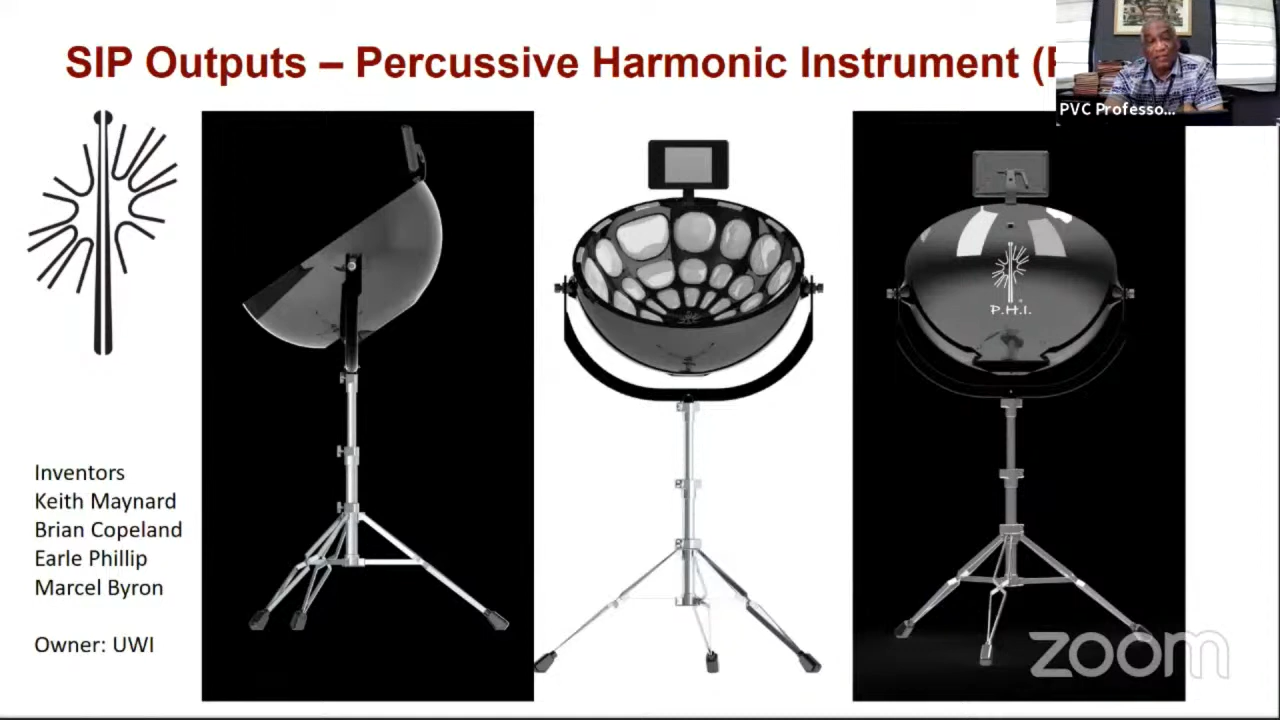 SIP Outputs – Percussive Harmonic Instrument (
PVC Professo...
P.H.I.
Inventors
Keith Maynard
Brian Copeland
Earle Phillip
Marcel Byron
Owner: UWI
zoom